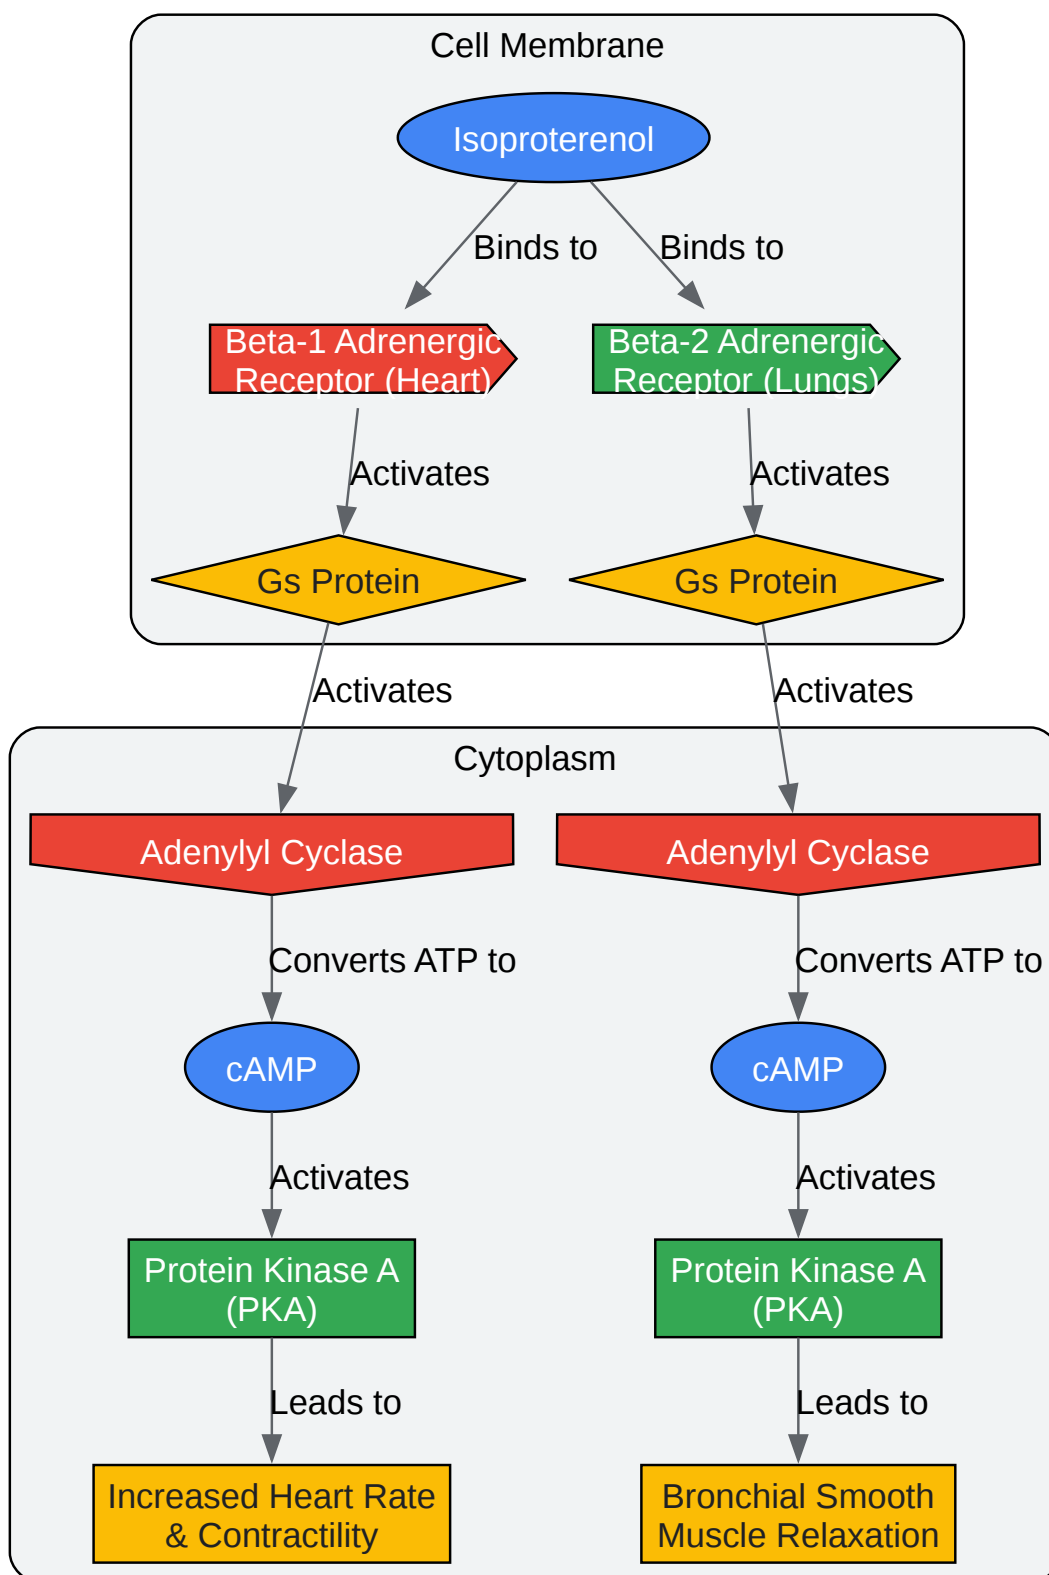 Cell Membrane
Isoproterenol
Binds to
Binds to
Beta-1 Adrenergic
Receptor (Heart)
Beta-2 Adrenergic
Receptor (Lungs)
Activates
Activates
Gs Protein
Gs Protein
Activates
Activates
Cytoplasm
Adenylyl Cyclase
Adenylyl Cyclase
Converts ATP to
Converts ATP to
cAMP
cAMP
Activates
Activates
Protein Kinase A
(PKA)
Protein Kinase A
(PKA)
Leads to
Leads to
Increased Heart Rate
& Contractility
Bronchial Smooth
Muscle Relaxation